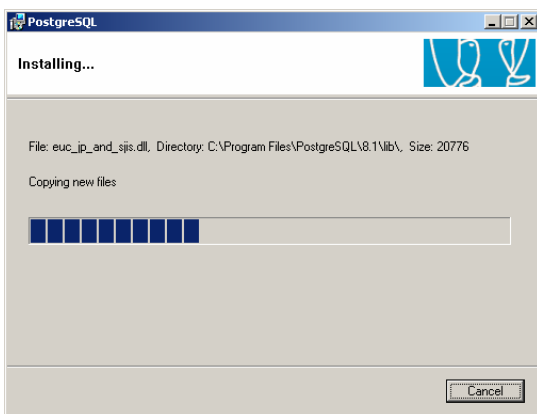 PostgreSQL
Installing...
File: euc_jp_and_sjis.dll, Directory: C:\Program Files\PostgreSQL\8.1\lib\, Size: 20776
Copying new files
Cancel